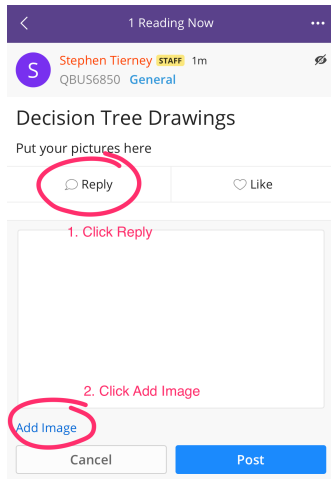 1 Reading Now
S
Stephen Tierney STAFF 1m
QBUS6850 General
Decision Tree Drawings
Put your pictures here
Reply
Like
1. Click Reply
2. Click Add Image
Add Image
Cancel
Post